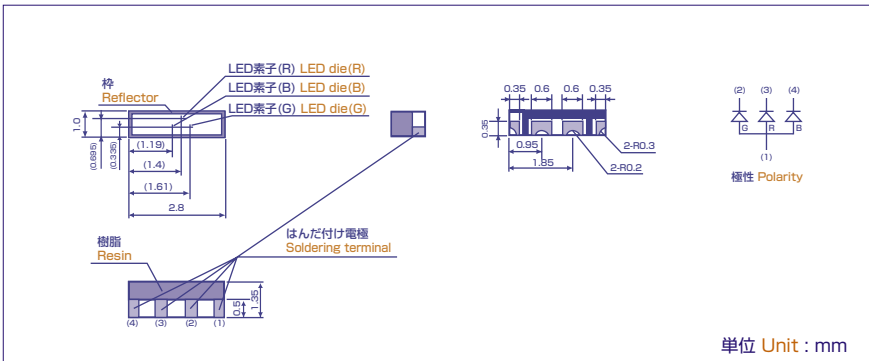 LED素子(R) LED die(R)
LED素子(B) LED die(B)
LED素子(G) LED die(G)
枠
Reflector
1.0
(0.695)
(0.335)
(1.19)
(1.4)
(1.61)
2.8
樹脂
Resin
はんだ付け電極
Soldering terminal
0.5
1.35
(4) (3) (2) (1)
0.35 0.6 0.6 0.35
0.35
0.95
1.85
2-R0.3
2-R0.2
(2) (3) (4)
G R B
(1)
極性 Polarity
単位 Unit : mm